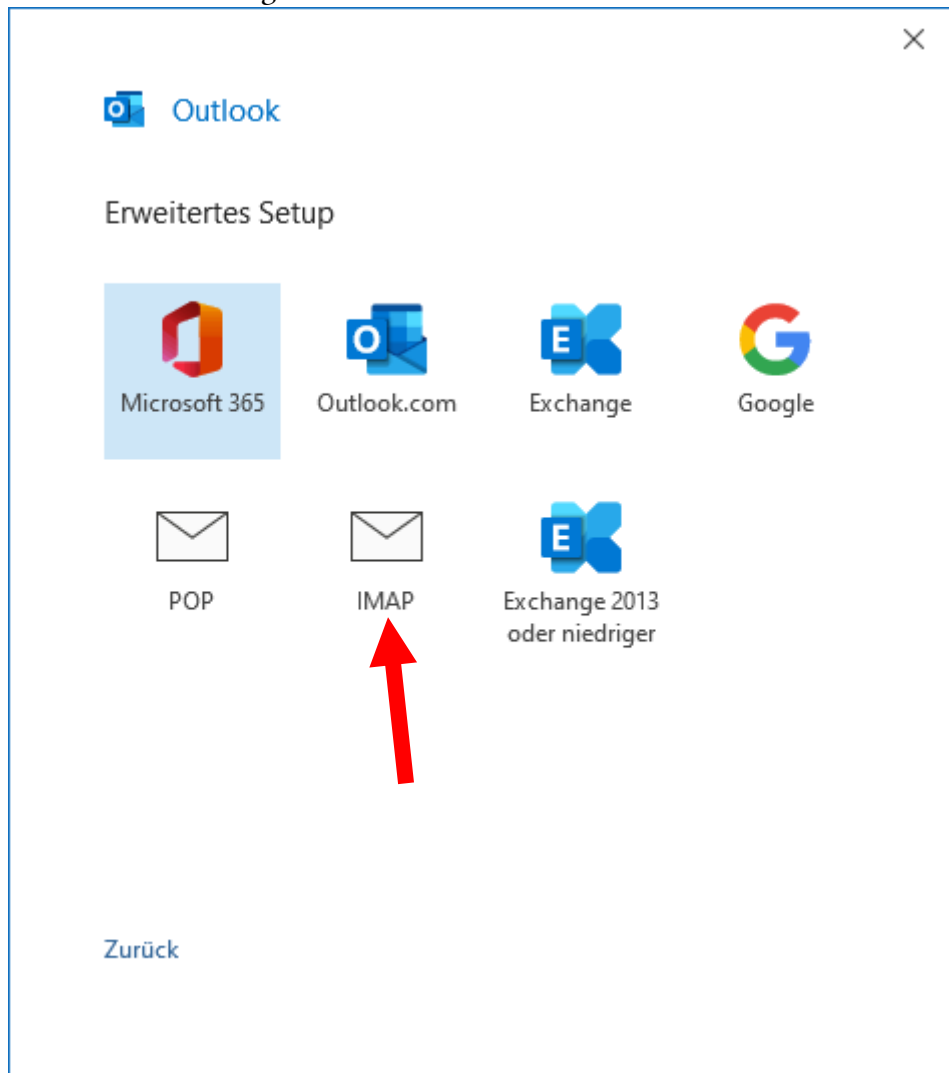 Outlook
Erweitertes Setup
Microsoft 365
Outlook.com
Exchange
Google
POP
IMAP
Exchange 2013
oder niedriger
Zurück